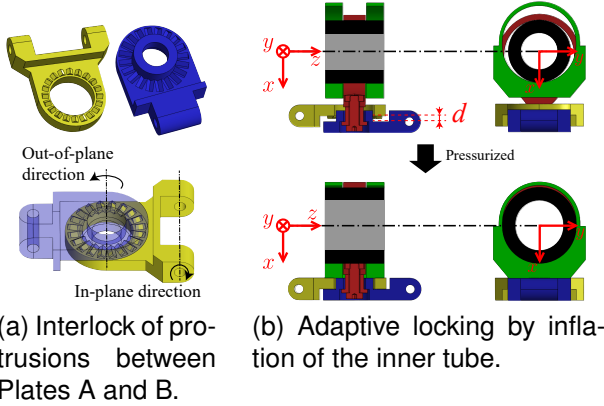 y
z
x
d
Pressurized
Out-of-plane
direction
In-plane direction
y
z
x
(a) Interlock of pro-
trusions between
Plates A and B.
(b) Adaptive locking by infla-
tion of the inner tube.